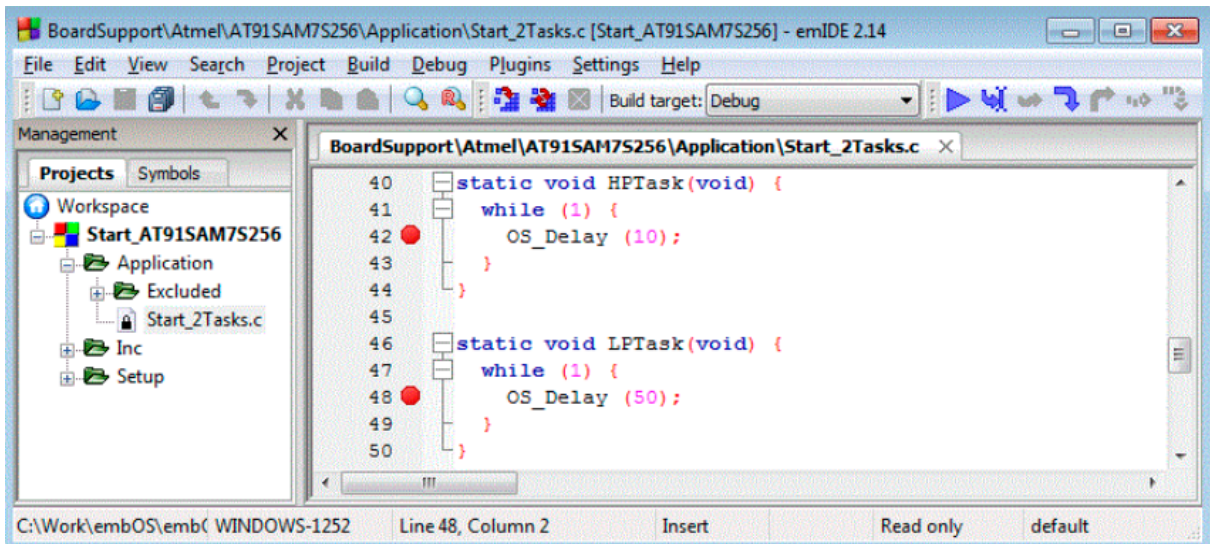 BoardSupport\Atmel\AT91SAM7S256\Application\Start_2Tasks.c [Start_AT91SAM7S256] - emIDE 2.14
File Edit View Search Project Build Debug Plugins Settings Help
Build target: Debug
Management
Projects Symbols
Workspace
Start_AT91SAM7S256
Application
Excluded
Start_2Tasks.c
Inc
Setup
BoardSupport\Atmel\AT91SAM7S256\Application\Start_2Tasks.c
40 static void HPTask(void) {
41 while (1) {
42 OS_Delay (10);
43 }
44 }
45
46 static void LPTask(void) {
47 while (1) {
48 OS_Delay (50);
49 }
50 }
C:\Work\embOS\emb( WINDOWS-1252 Line 48, Column 2 Insert Read only default